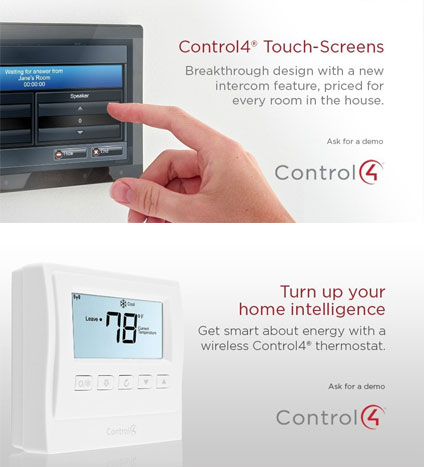 Control4® Touch-Screens
Breakthrough design with a new
intercom feature, priced for
every room in the house.
Ask for a demo
Control4
Waiting for answer from
Jane's Room
00:00:00
Speaker
End
Turn up your
home intelligence
Get smart about energy with a
wireless Control4® thermostat.
Ask for a demo
Control4
Cool
Leave
78
°F
Current
Temperature
Control4